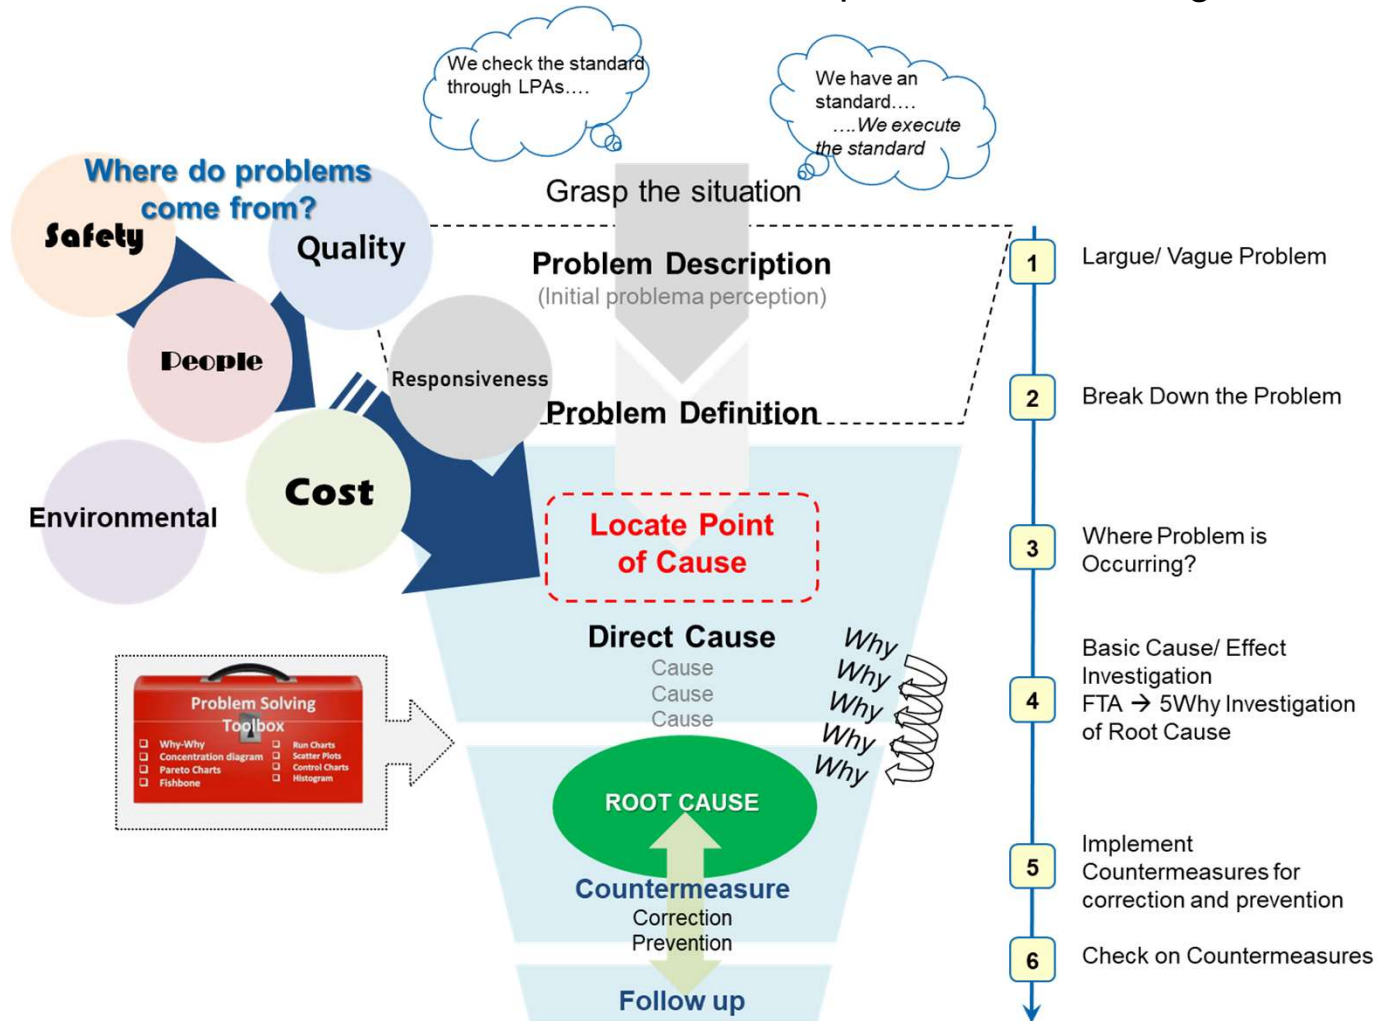 We check the standard
through LPAs....
We have an
standard....
....We execute
the standard
Where do problems
come from?
Safety
Quality
People
Responsiveness
Cost
Environmental
Grasp the situation
Problem Description
(Initial problema perception)
Problem Definition
Locate Point
of Cause
Direct Cause
Cause
Cause
Cause
Why
Why
Why
Why
Why
Problem Solving
Toolbox
Why-Why
Concentration diagram
Pareto Charts
Fishbone
Run Charts
Scatter Plots
Control Charts
Histogram
ROOT CAUSE
Countermeasure
Correction
Prevention
Follow up
1
Largue/ Vague Problem
2
Break Down the Problem
3
Where Problem is
Occurring?
4
Basic Cause/ Effect
Investigation
FTA → 5Why Investigation
of Root Cause
5
Implement
Countermeasures for
correction and prevention
6
Check on Countermeasures